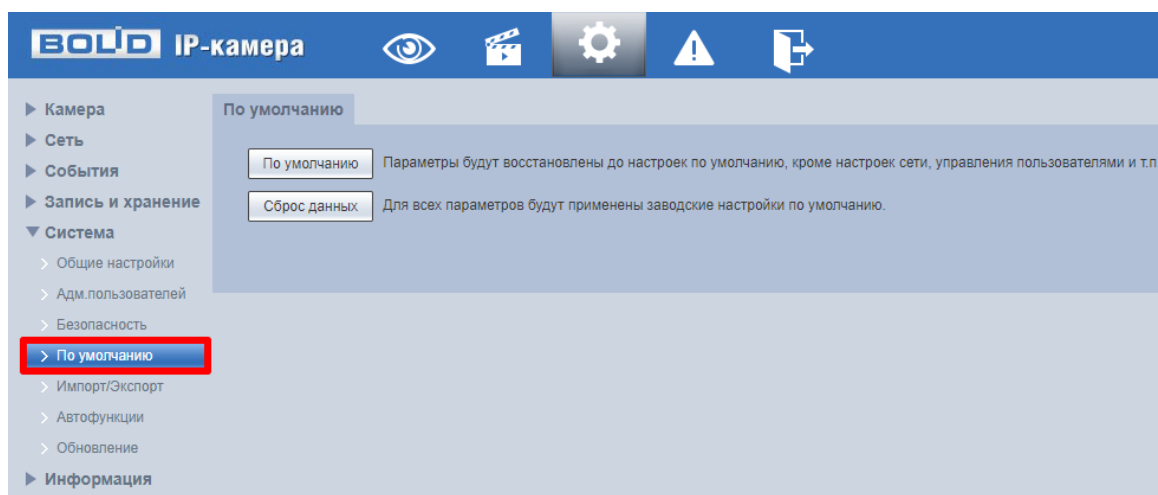 BOLID IP-камера
Камера
Сеть
События
Запись и хранение
Система
Общие настройки
Адм.пользователей
Безопасность
По умолчанию
Импорт/Экспорт
Автофункции
Обновление
Информация
По умолчанию
По умолчанию Параметры будут восстановлены до настроек по умолчанию, кроме настроек сети, управления пользователями и т.п
Сброс данных Для всех параметров будут применены заводские настройки по умолчанию.